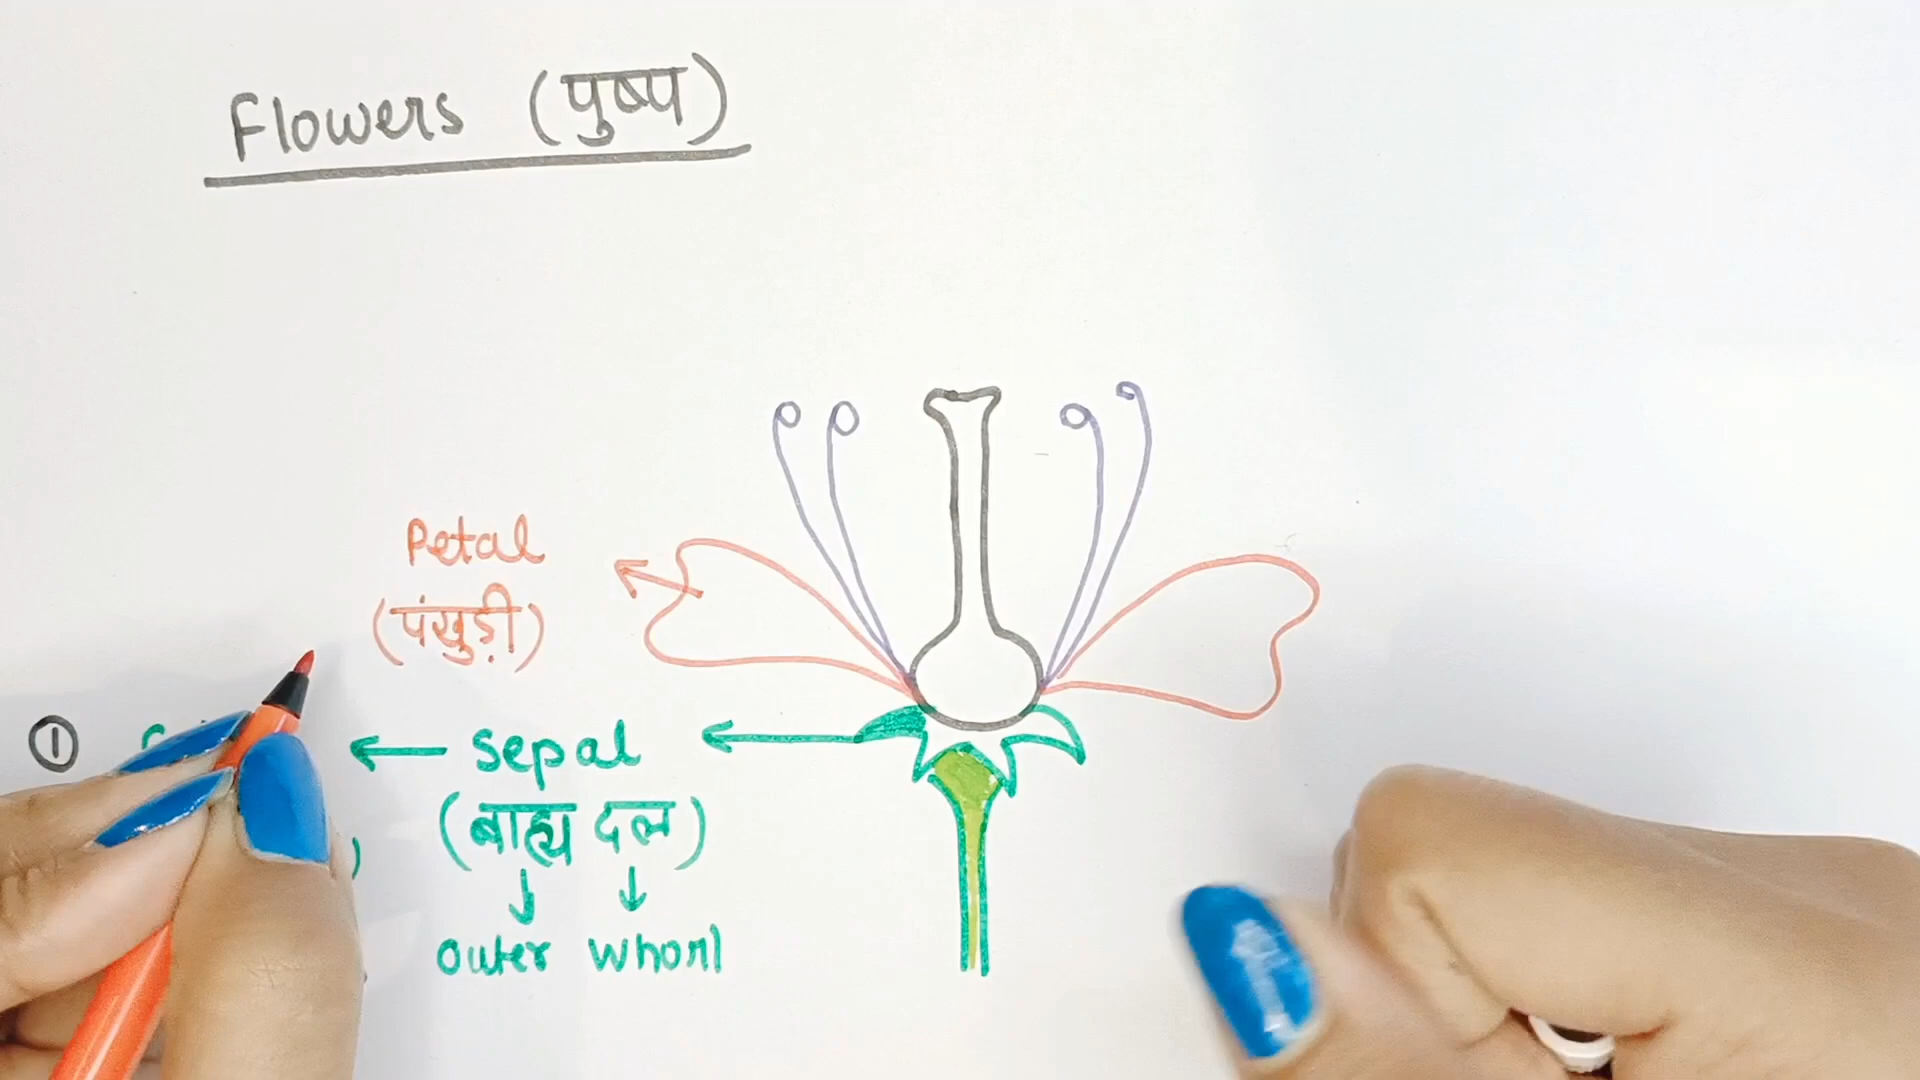 Flowers (पुष्प)
Petal
(पंखुड़ी)
①
Sepal
(बाह्य दल)
outer whorl